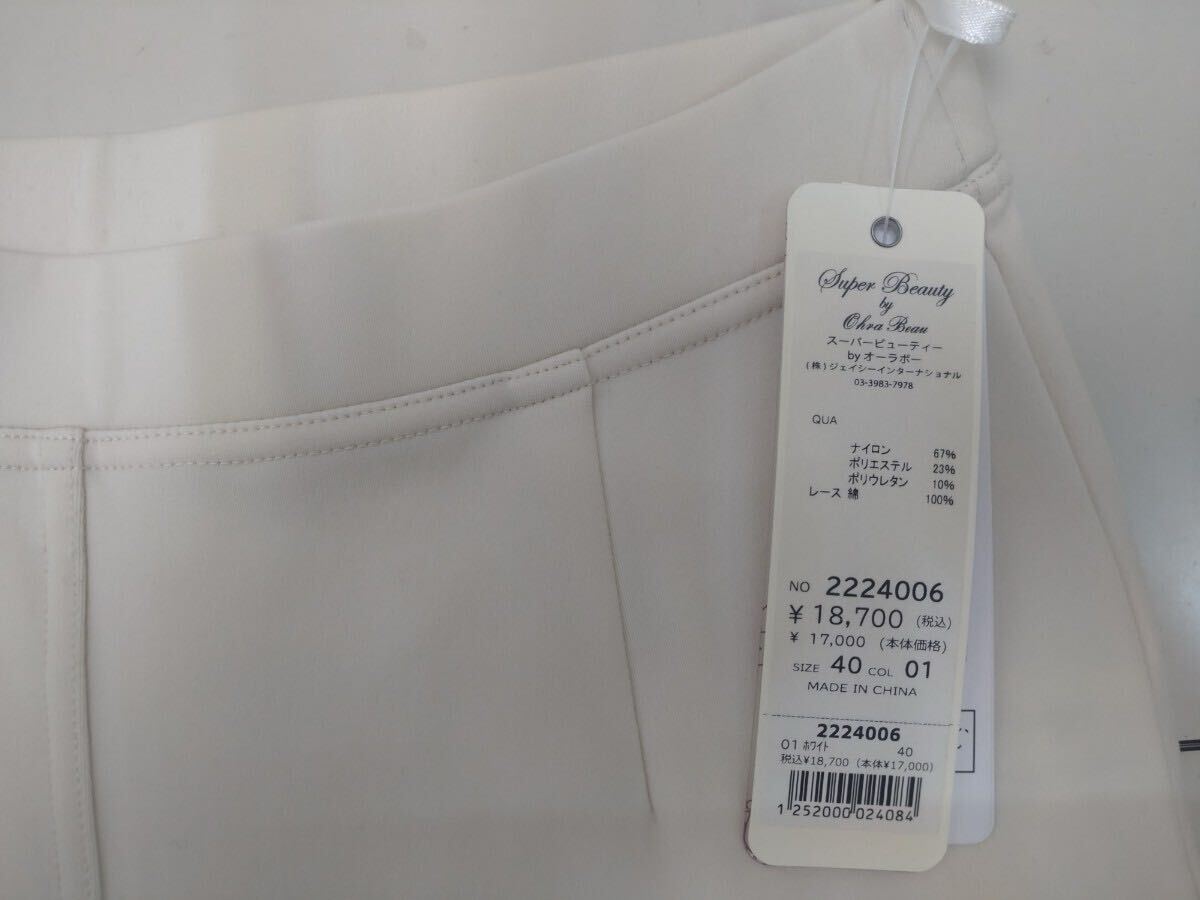 Super Beauty
by
Ohra Beau
スーパービューティー
by オーラボー
(株)ジェイシーインターナショナル
03-3983-7978
QUA
ナイロン 67%
ポリエステル 23%
ポリウレタン 10%
レース 綿 100%
NO 2224006
¥18,700 (税込)
¥ 17,000 (本体価格)
SIZE 40 COL 01
MADE IN CHINA
2224006
01 ホワイト 40
税込¥18,700 (本体¥17,000)
1 252000 024084